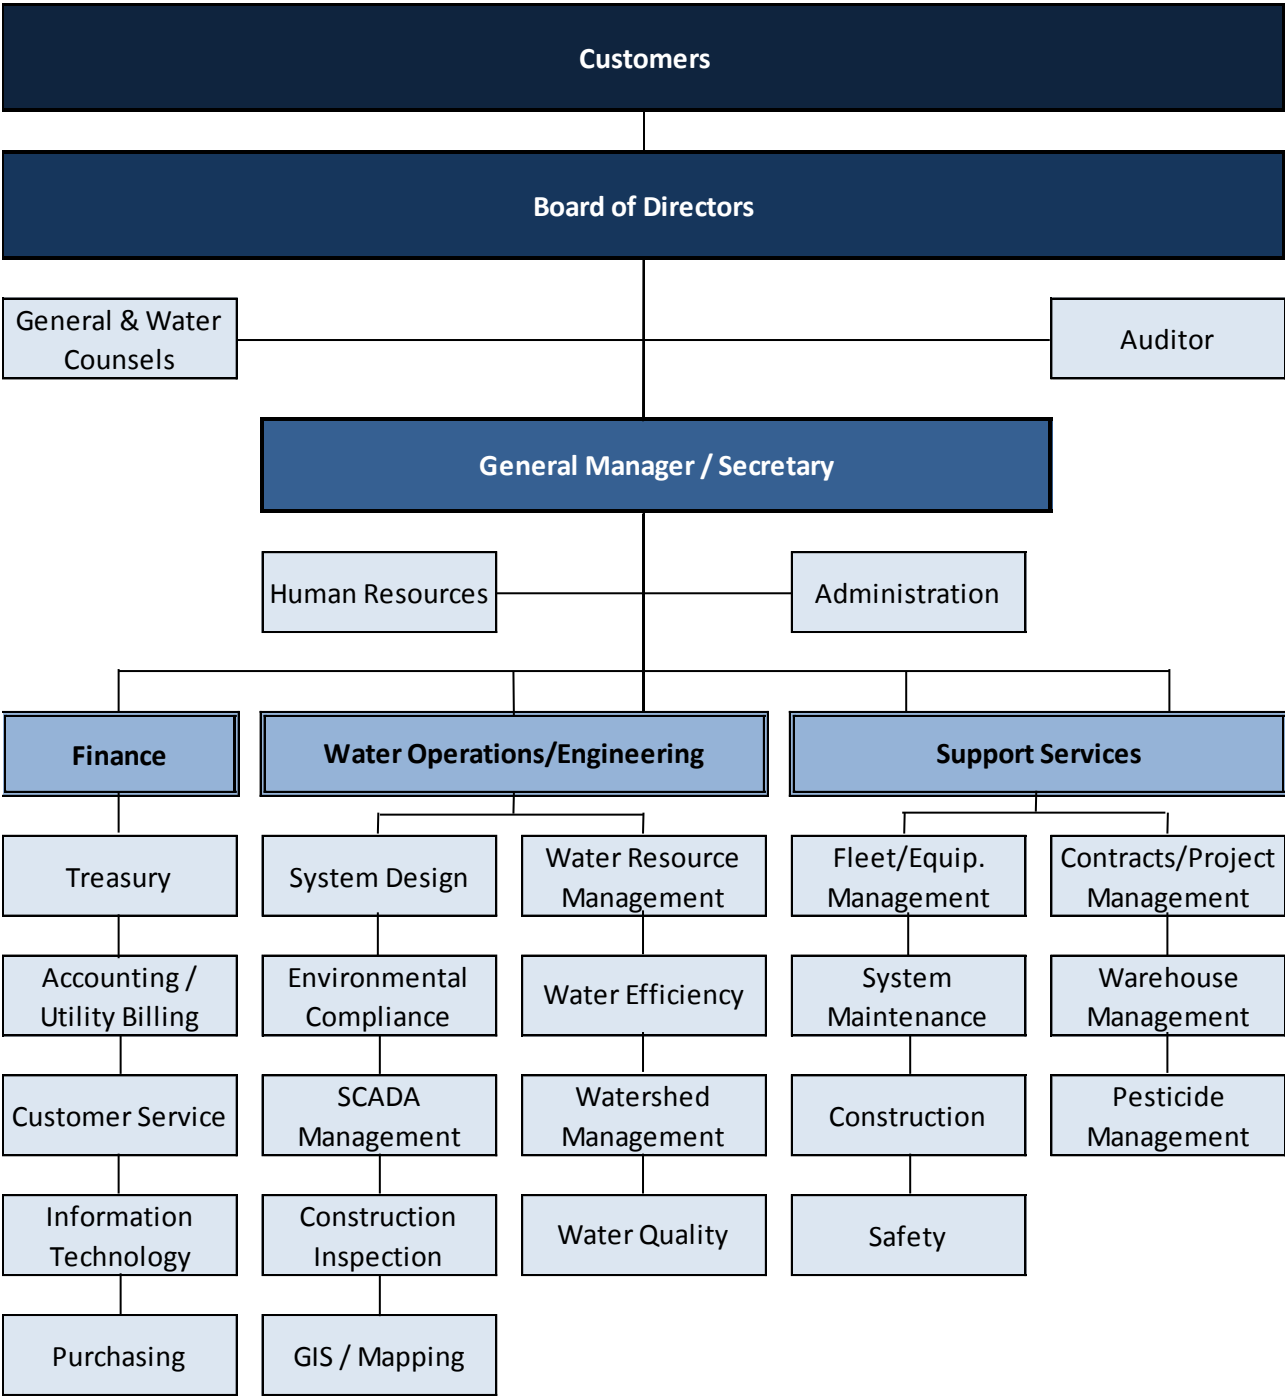 Customers
Board of Directors
General & Water
Counsels
Auditor
General Manager / Secretary
Human Resources
Administration
Finance
Water Operations/Engineering
Support Services
Treasury
System Design
Water Resource
Management
Fleet/Equip.
Management
Contracts/Project
Management
Accounting /
Utility Billing
Environmental
Compliance
Water Efficiency
System
Maintenance
Warehouse
Management
Customer Service
SCADA
Management
Watershed
Management
Construction
Pesticide
Management
Information
Technology
Construction
Inspection
Water Quality
Safety
Purchasing
GIS / Mapping